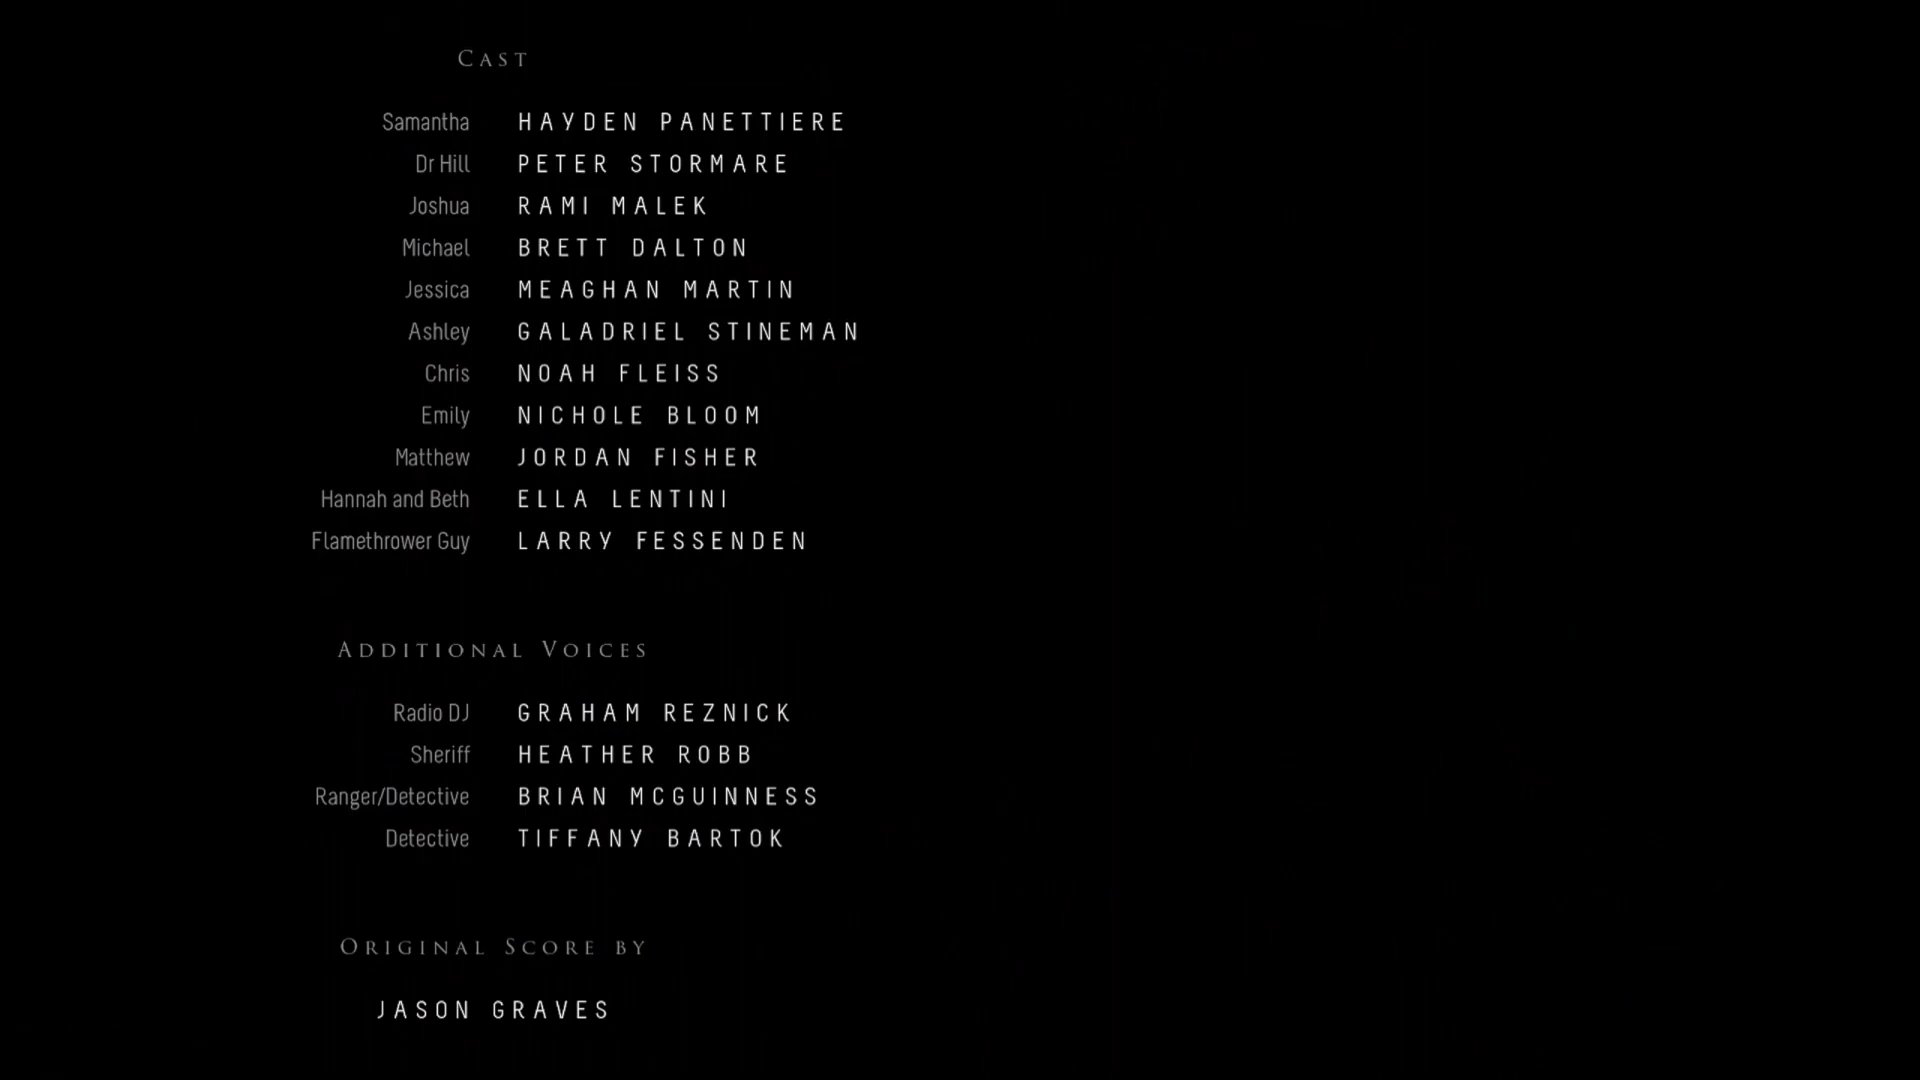 Cast
Samantha HAYDEN PANETTIERE
Dr Hill PETER STORMARE
Joshua RAMI MALEK
Michael BRETT DALTON
Jessica MEAGHAN MARTIN
Ashley GALADRIEL STINEMAN
Chris NOAH FLEISS
Emily NICHOLE BLOOM
Matthew JORDAN FISHER
Hannah and Beth ELLA LENTINI
Flamethrower Guy LARRY FESSENDEN
Additional Voices
Radio DJ GRAHAM REZNICK
Sheriff HEATHER ROBB
Ranger/Detective BRIAN MCGUINNESS
Detective TIFFANY BARTOK
Original Score by
JASON GRAVES